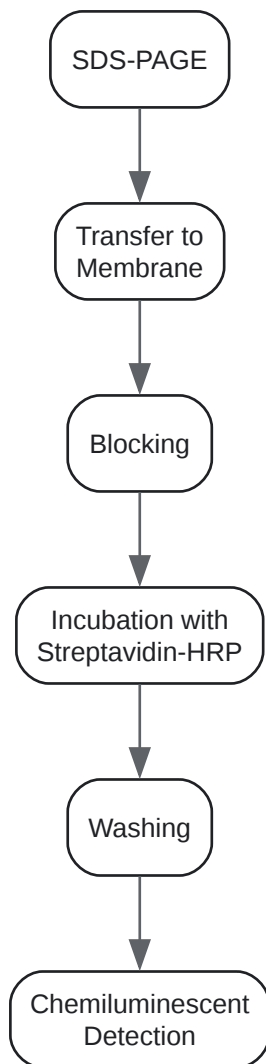 SDS-PAGE
Transfer to
Membrane
Blocking
Incubation with
Streptavidin-HRP
Washing
Chemiluminescent
Detection